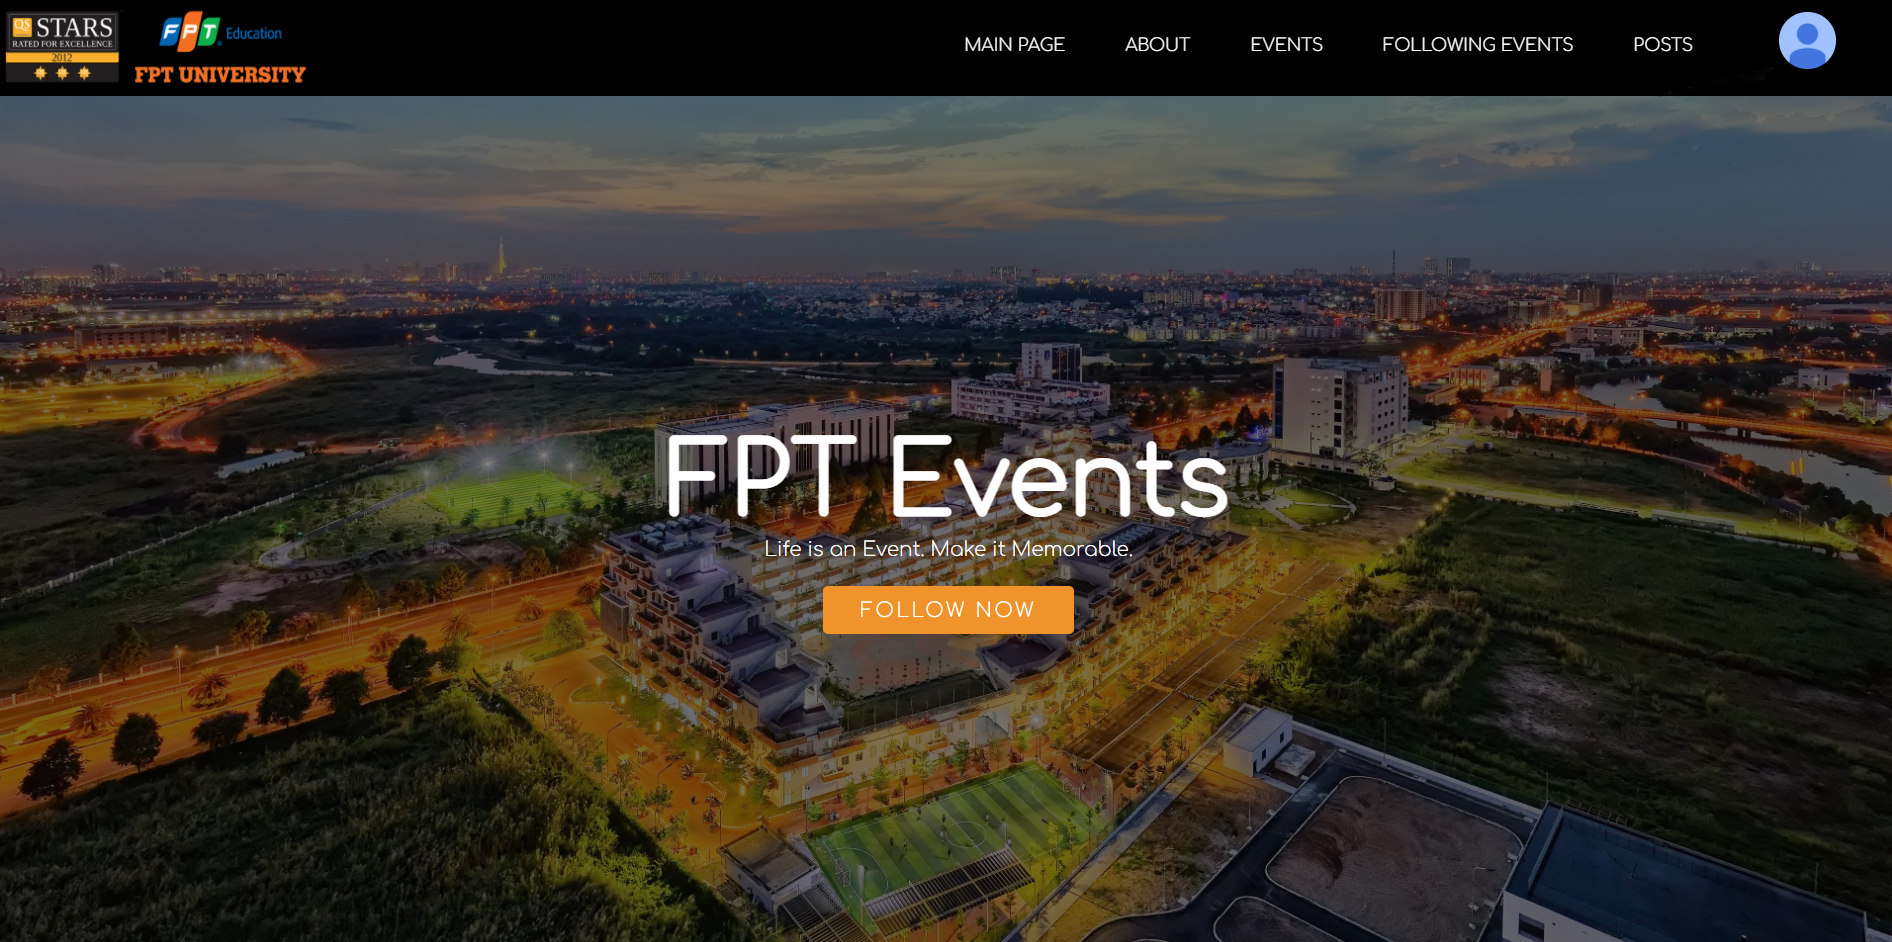 QS STARS
RATED FOR EXCELLENCE
2012
FPT Education
FPT UNIVERSITY
MAIN PAGE
ABOUT
EVENTS
FOLLOWING EVENTS
POSTS
FPT Events
Life is an Event. Make it Memorable.
FOLLOW NOW